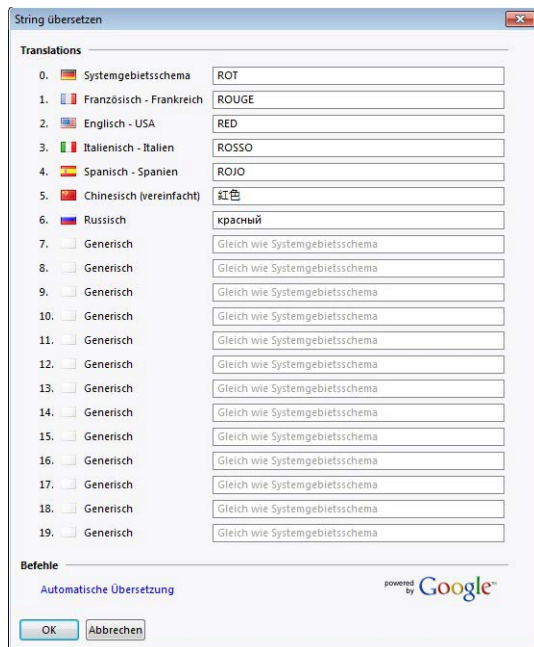 String übersetzen
Translations
0. Systemgebietsschema ROT
1. Französisch - Frankreich ROUGE
2. Englisch - USA RED
3. Italienisch - Italien ROSSO
4. Spanisch - Spanien ROJO
5. Chinesisch (vereinfacht) 紅色
6. Russisch красный
7. Generisch Gleich wie Systemgebietsschema
8. Generisch Gleich wie Systemgebietsschema
9. Generisch Gleich wie Systemgebietsschema
10. Generisch Gleich wie Systemgebietsschema
11. Generisch Gleich wie Systemgebietsschema
12. Generisch Gleich wie Systemgebietsschema
13. Generisch Gleich wie Systemgebietsschema
14. Generisch Gleich wie Systemgebietsschema
15. Generisch Gleich wie Systemgebietsschema
16. Generisch Gleich wie Systemgebietsschema
17. Generisch Gleich wie Systemgebietsschema
18. Generisch Gleich wie Systemgebietsschema
19. Generisch Gleich wie Systemgebietsschema
Befehle
Automatische Übersetzung powered by Google™
OK Abbrechen